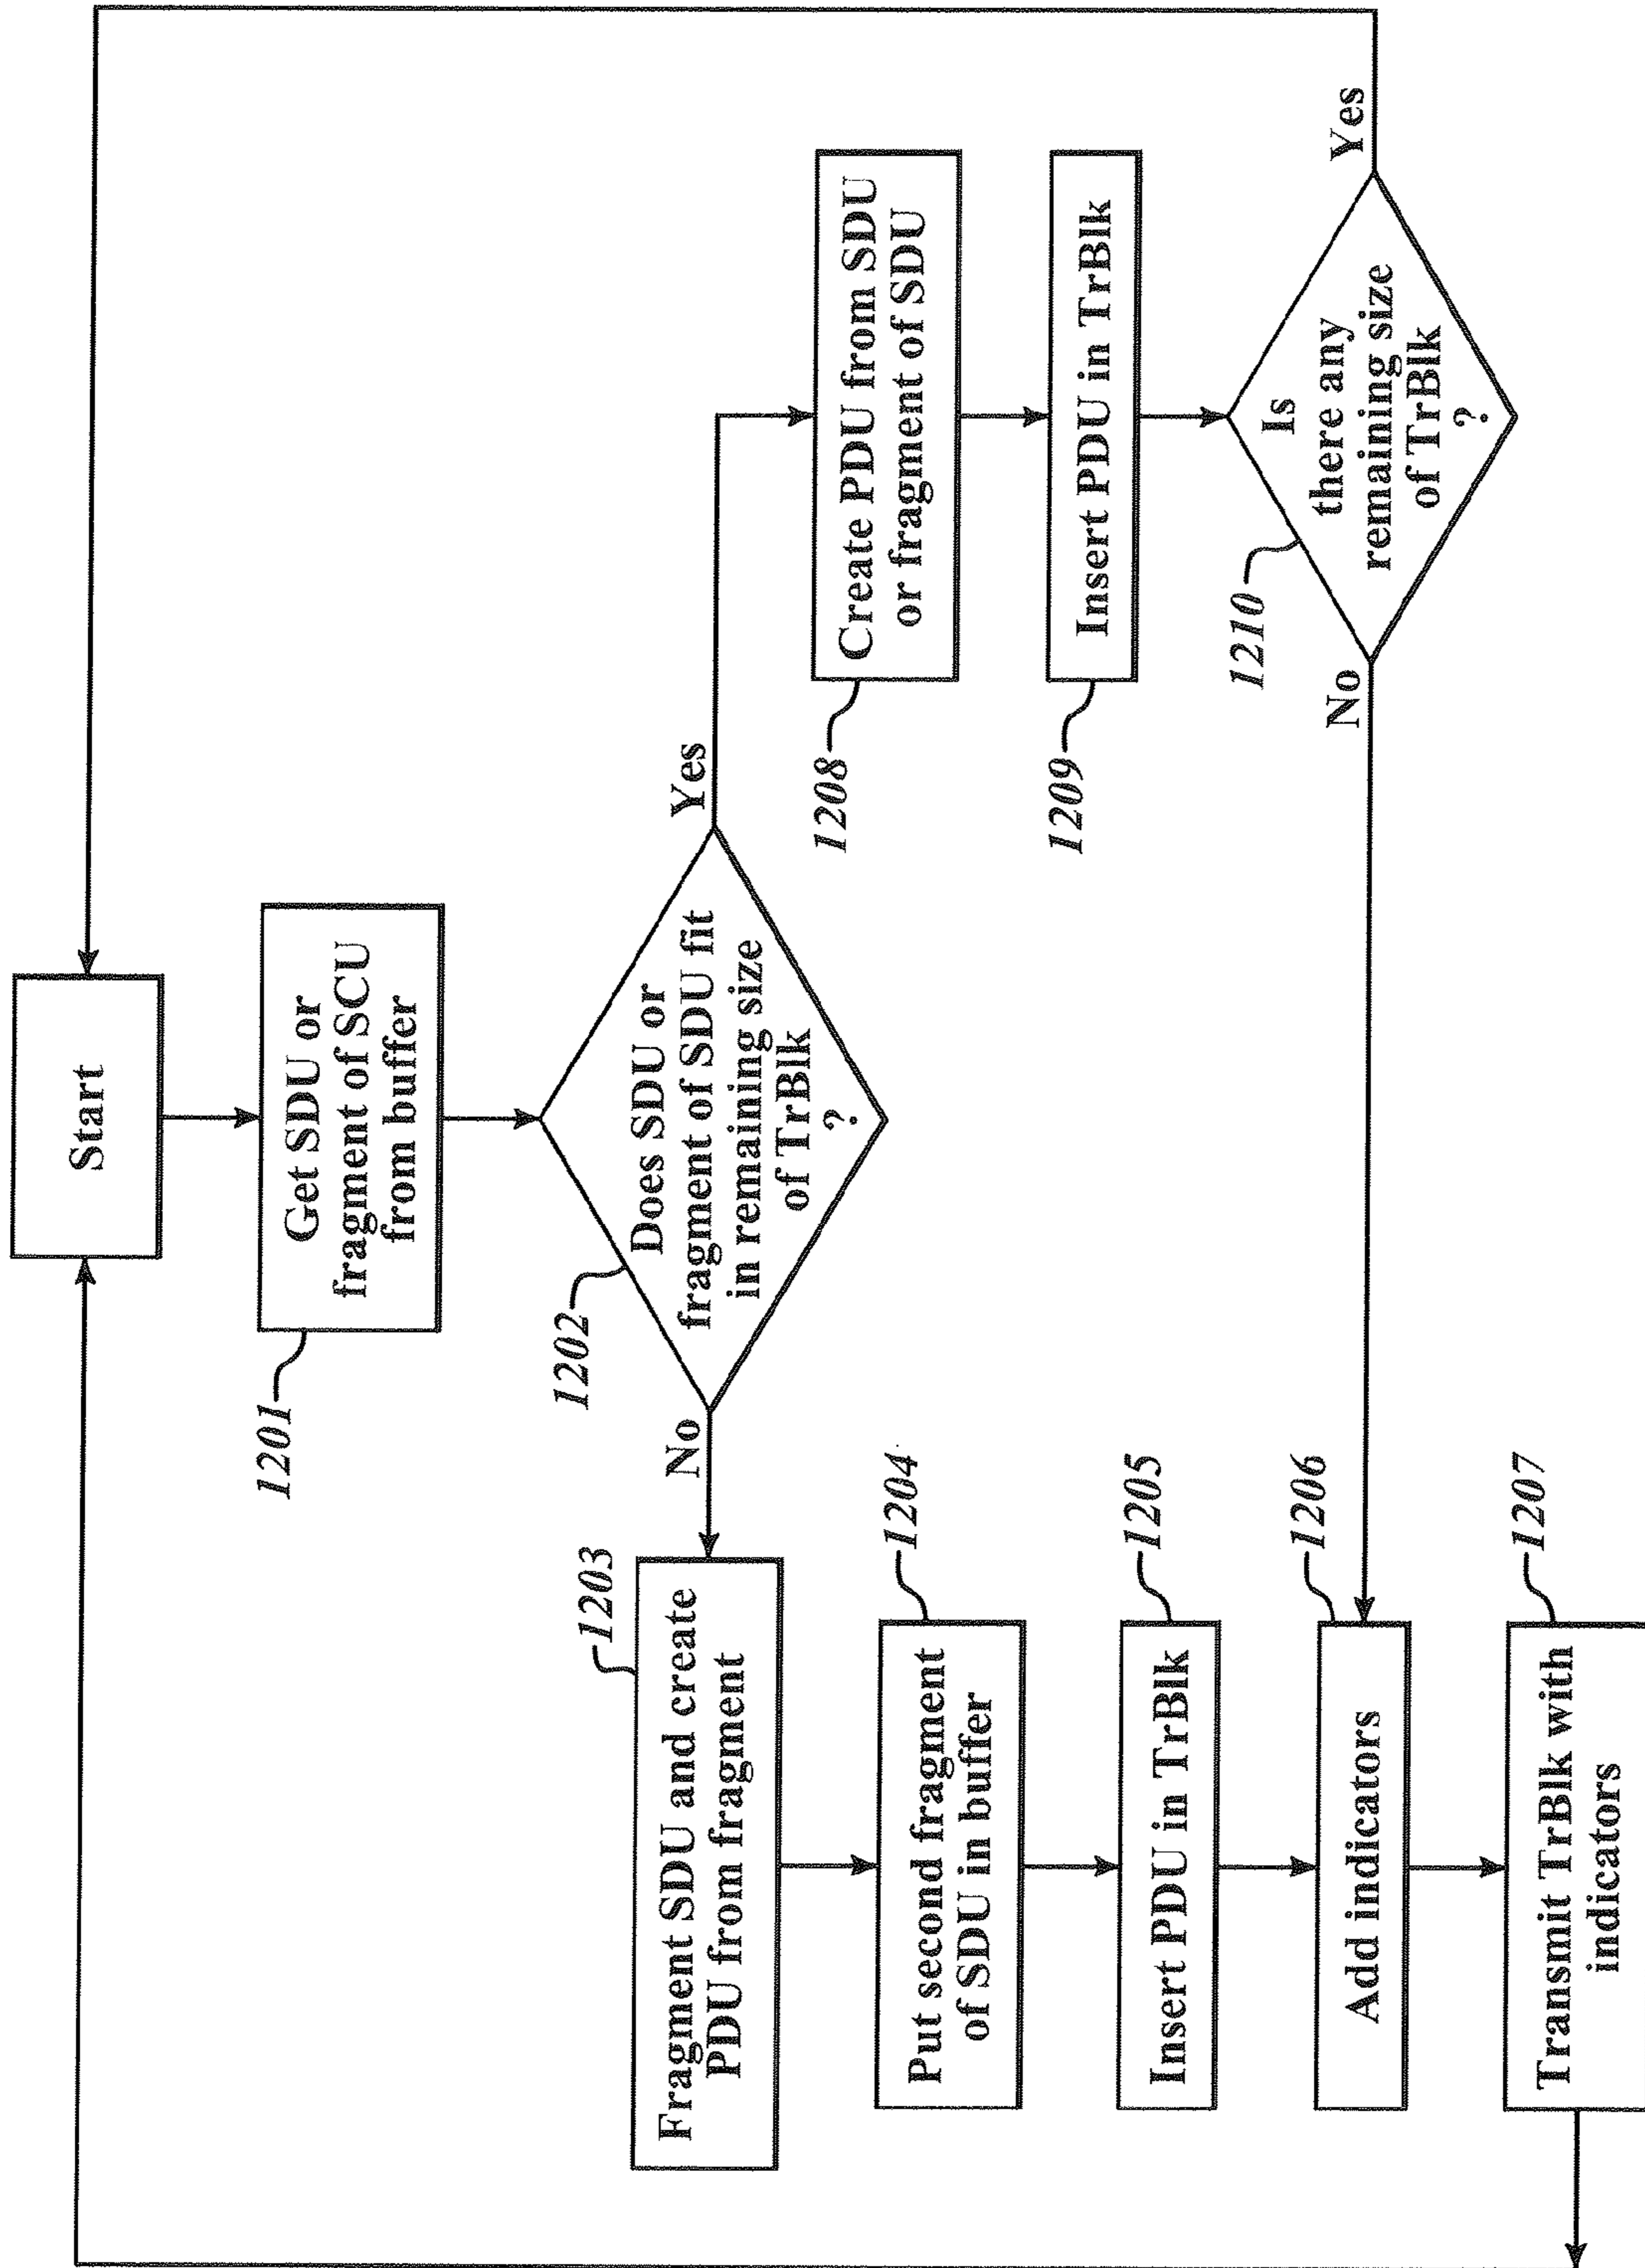 Start
1201
Get SDU or
fragment of SCU
from buffer
1202
Does SDU or
fragment of SDU fit
in remaining size
of TrBlk
?
No
Yes
1203
Fragment SDU and create
PDU from fragment
1204
Put second fragment
of SDU in buffer
1205
Insert PDU in TrBlk
1206
Add indicators
1207
Transmit TrBlk with
indicators
1208
Create PDU from SDU
or fragment of SDU
1209
Insert PDU in TrBlk
1210
Is
there any
remaining size
of TrBlk
?
No
Yes